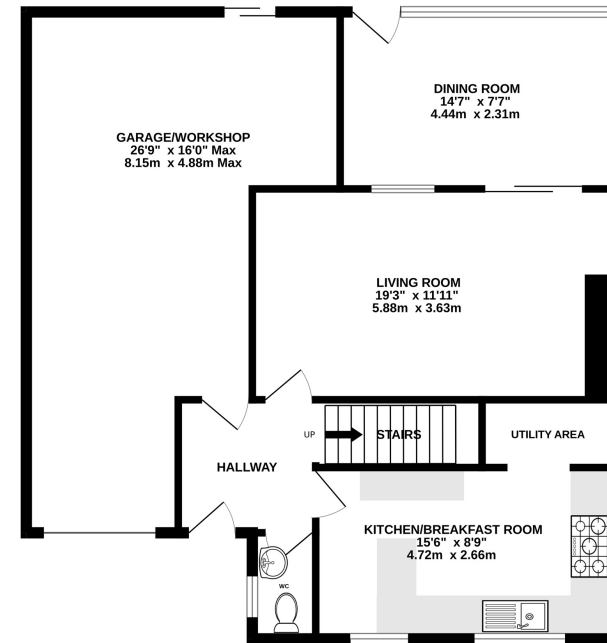 DINING ROOM
14'7" x 7'7"
4.44m x 2.31m
GARAGE/WORKSHOP
26'9" x 16'0" Max
8.15m x 4.88m Max
LIVING ROOM
19'3" x 11'11"
5.88m x 3.63m
UP
STAIRS
UTILITY AREA
HALLWAY
KITCHEN/BREAKFAST ROOM
15'6" x 8'9"
4.72m x 2.66m
WC